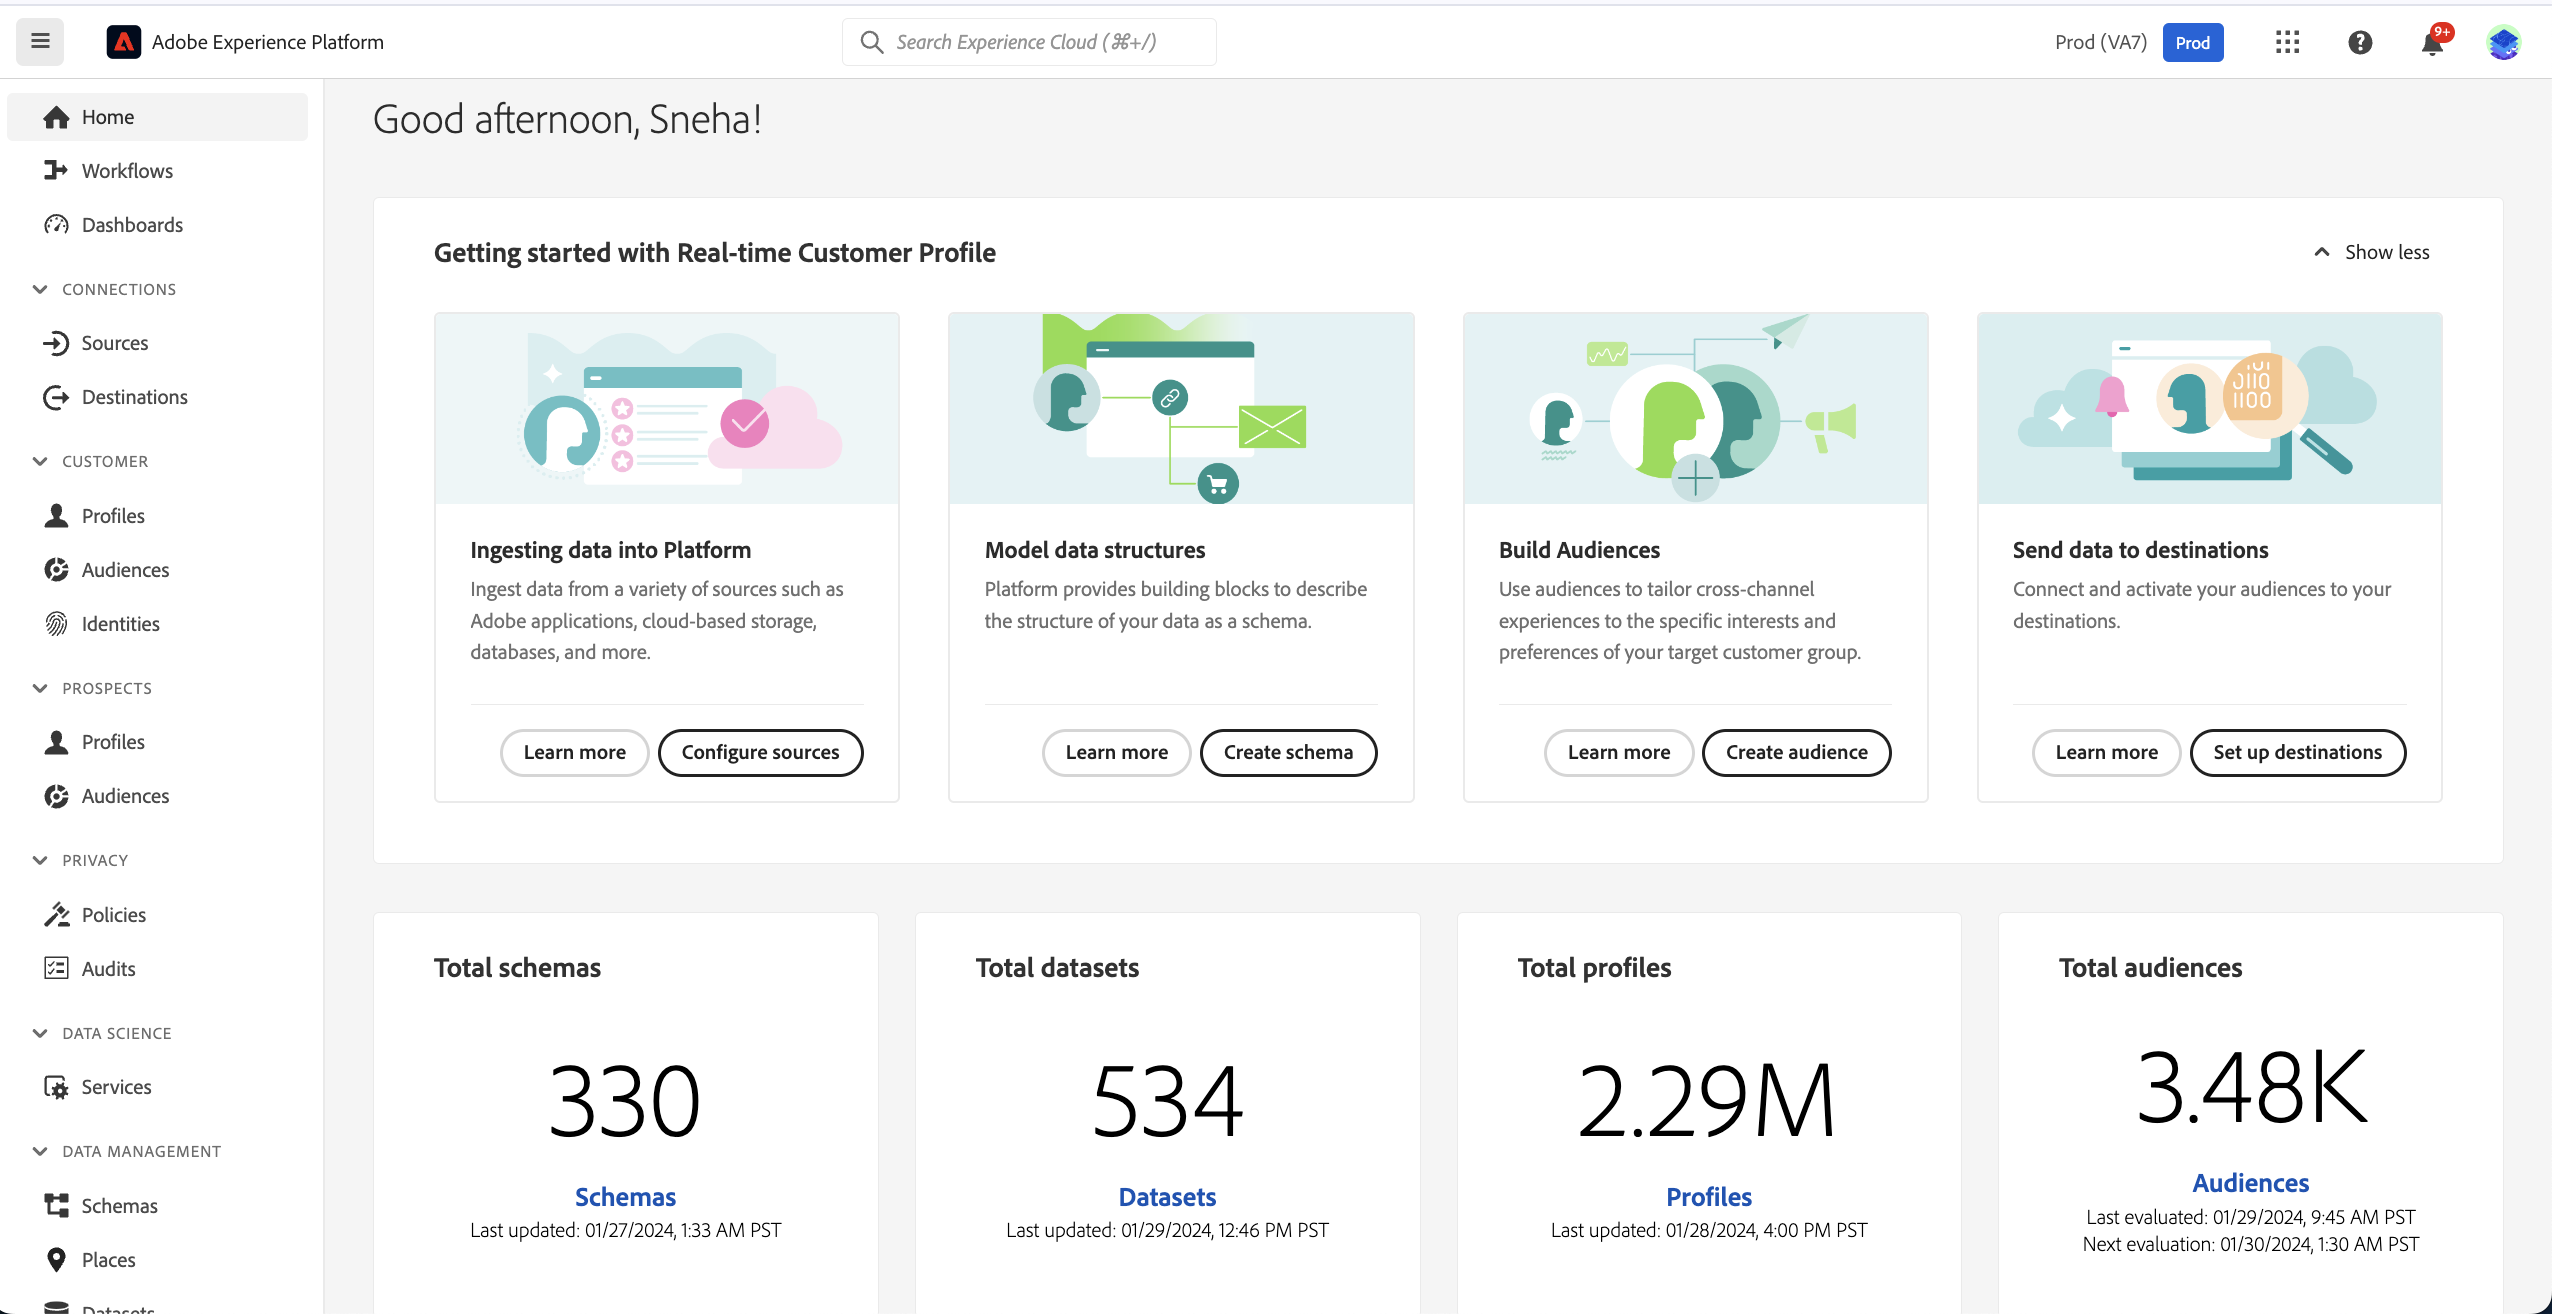 Adobe Experience Platform
Search Experience Cloud (⌘+/)
Prod (VA7)
Prod
9+
Home
Workflows
Dashboards
CONNECTIONS
Sources
Destinations
CUSTOMER
Profiles
Audiences
Identities
PROSPECTS
Profiles
Audiences
PRIVACY
Policies
Audits
DATA SCIENCE
Services
DATA MANAGEMENT
Schemas
Places
Datasets
Good afternoon, Sneha!
Getting started with Real-time Customer Profile
Show less
Ingesting data into Platform
Ingest data from a variety of sources such as
Adobe applications, cloud-based storage,
databases, and more.
Learn more
Configure sources
Model data structures
Platform provides building blocks to describe
the structure of your data as a schema.
Learn more
Create schema
Build Audiences
Use audiences to tailor cross-channel
experiences to the specific interests and
preferences of your target customer group.
Learn more
Create audience
Send data to destinations
Connect and activate your audiences to your
destinations.
Learn more
Set up destinations
Total schemas
330
Schemas
Last updated: 01/27/2024, 1:33 AM PST
Total datasets
534
Datasets
Last updated: 01/29/2024, 12:46 PM PST
Total profiles
2.29M
Profiles
Last updated: 01/28/2024, 4:00 PM PST
Total audiences
3.48K
Audiences
Last evaluated: 01/29/2024, 9:45 AM PST
Next evaluation: 01/30/2024, 1:30 AM PST